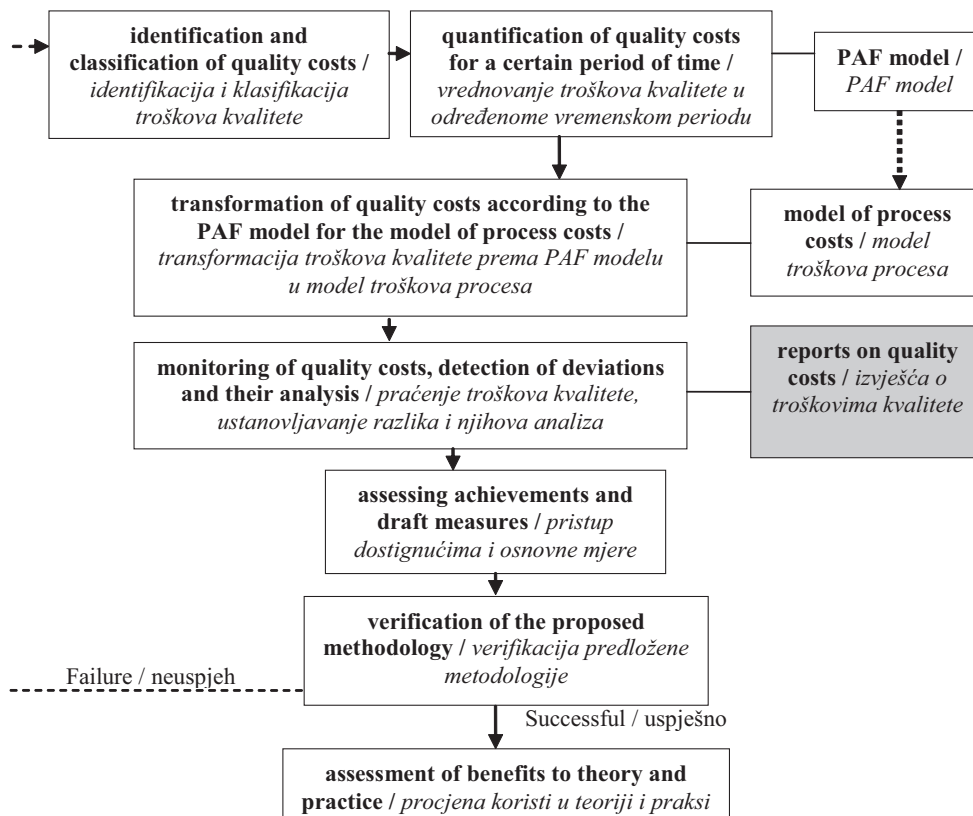 identification and
classification of quality costs /
identifikacija i klasifikacija
troškova kvalitete
quantification of quality costs
for a certain period of time /
vrednovanje troškova kvalitete u
određenome vremenskom periodu
PAF model /
PAF model
transformation of quality costs according to the
PAF model for the model of process costs /
transformacija troškova kvalitete prema PAF modelu
u model troškova procesa
model of process
costs / model
troškova procesa
monitoring of quality costs, detection of deviations
and their analysis / praćenje troškova kvalitete,
ustanovljavanje razlika i njihova analiza
reports on quality
costs / izvješća o
troškovima kvalitete
assessing achievements and
draft measures / pristup
dostignućima i osnovne mjere
verification of the proposed
methodology / verifikacija predložene
metodologije
Failure / neuspjeh
Successful / uspješno
assessment of benefits to theory and
practice / procjena koristi u teoriji i praksi